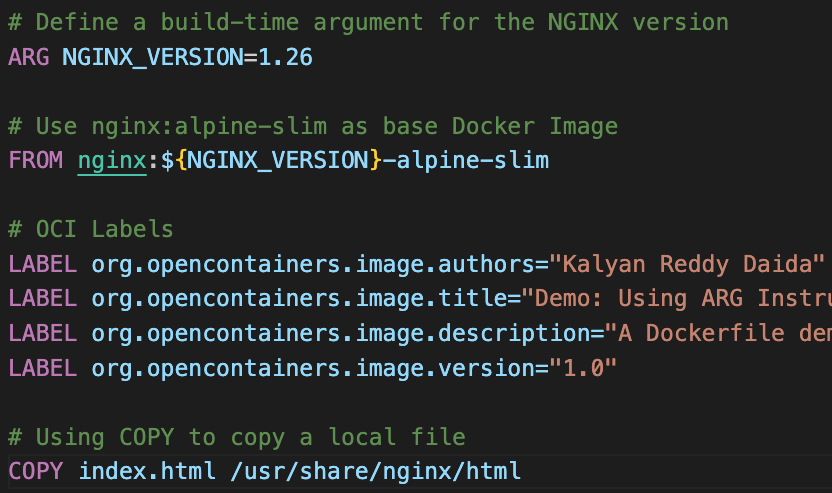 # Define a build-time argument for the NGINX version
ARG NGINX_VERSION=1.26
# Use nginx:alpine-slim as base Docker Image
FROM nginx:${NGINX_VERSION}-alpine-slim
# OCI Labels
LABEL org.opencontainers.image.authors="Kalyan Reddy Daida"
LABEL org.opencontainers.image.title="Demo: Using ARG Instru
LABEL org.opencontainers.image.description="A Dockerfile dem
LABEL org.opencontainers.image.version="1.0"
# Using COPY to copy a local file
COPY index.html /usr/share/nginx/html